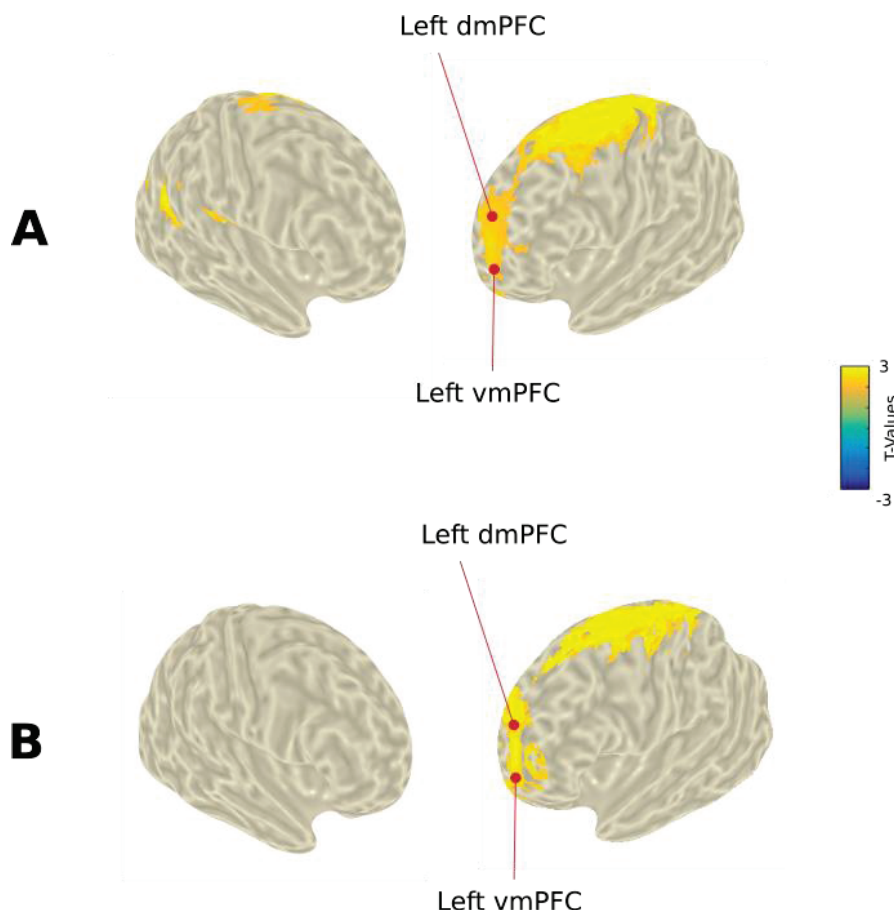 Left dmPFC
A
Left vmPFC
3
T-Values
-3
Left dmPFC
B
Left vmPFC